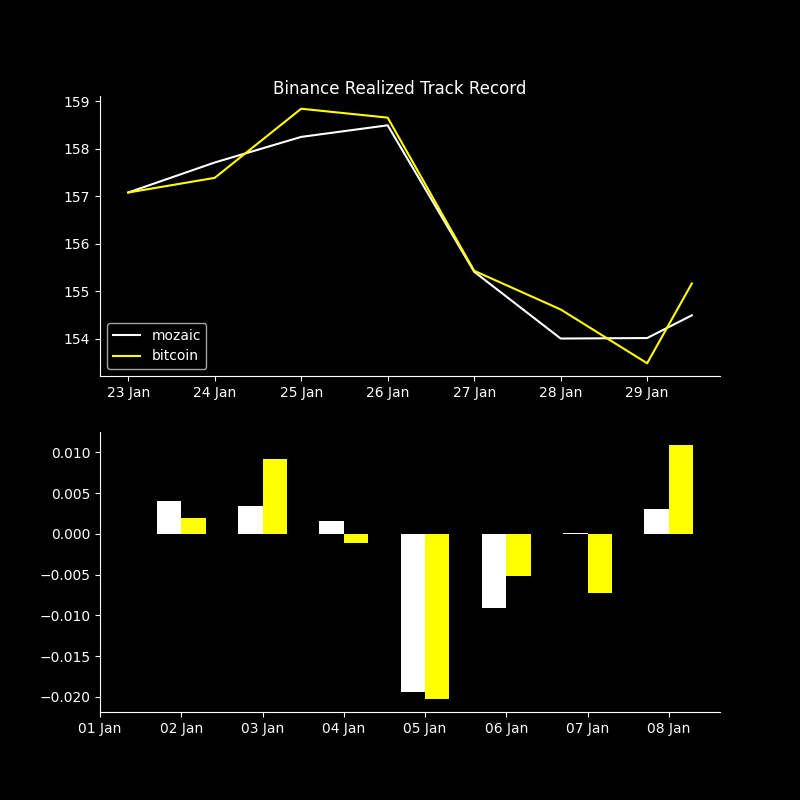 Binance Realized Track Record
159
158
157
156
155
154
mozaic
bitcoin
23 Jan 24 Jan 25 Jan 26 Jan 27 Jan 28 Jan 29 Jan
0.010
0.005
0.000
−0.005
−0.010
−0.015
−0.020
01 Jan 02 Jan 03 Jan 04 Jan 05 Jan 06 Jan 07 Jan 08 Jan